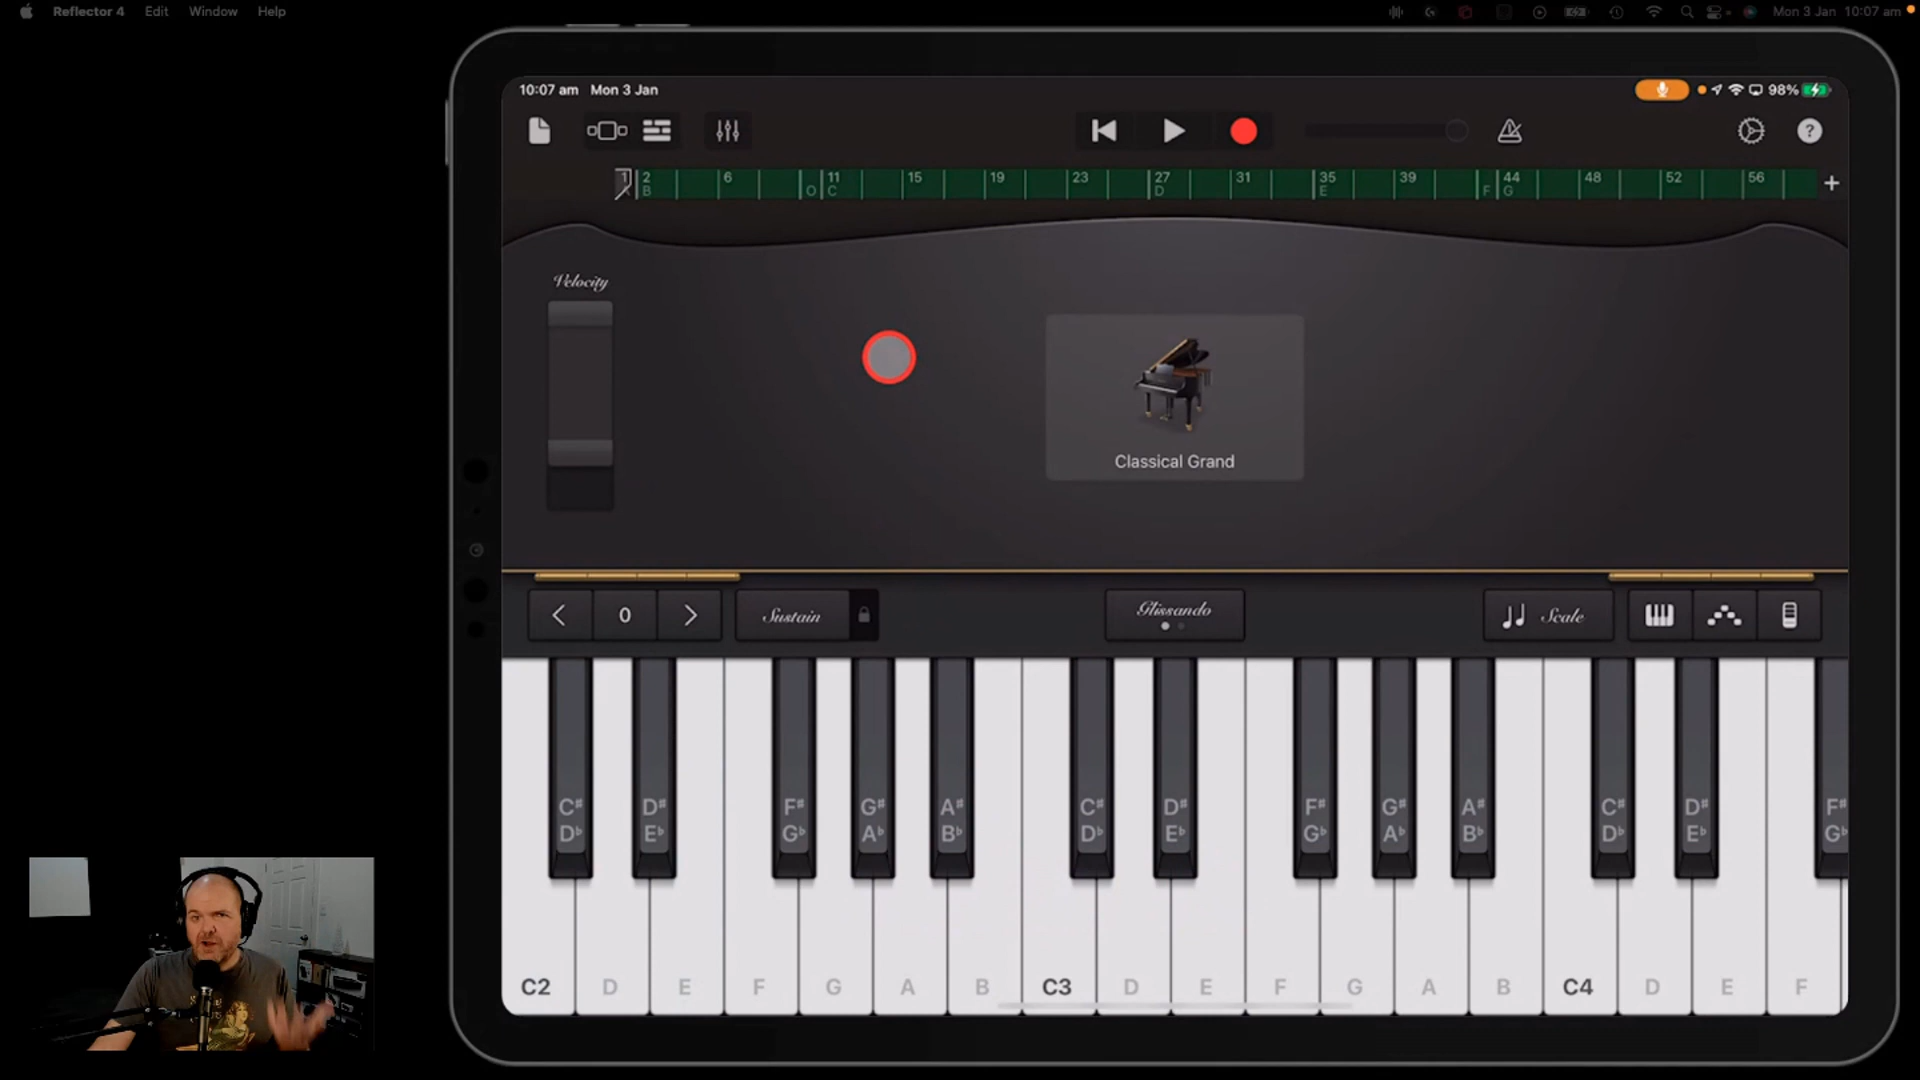 Reflector 4 Edit Window Help Mon 3 Jan 10:07 am
10:07 am Mon 3 Jan 98%
1 2 6 11 15 19 23 27 31 35 39 44 48 52 56
A B O C D E F G
Velocity
Classical Grand
0 Sustain Glissando Scale
C♯ D♯ F♯ G♯ A♯ C♯ D♯ F♯ G♯ A♯ C♯ D♯ F♯
D♭ E♭ G♭ A♭ B♭ D♭ E♭ G♭ A♭ B♭ D♭ E♭ G♭
C2 D E F G A B C3 D E F G A B C4 D E F